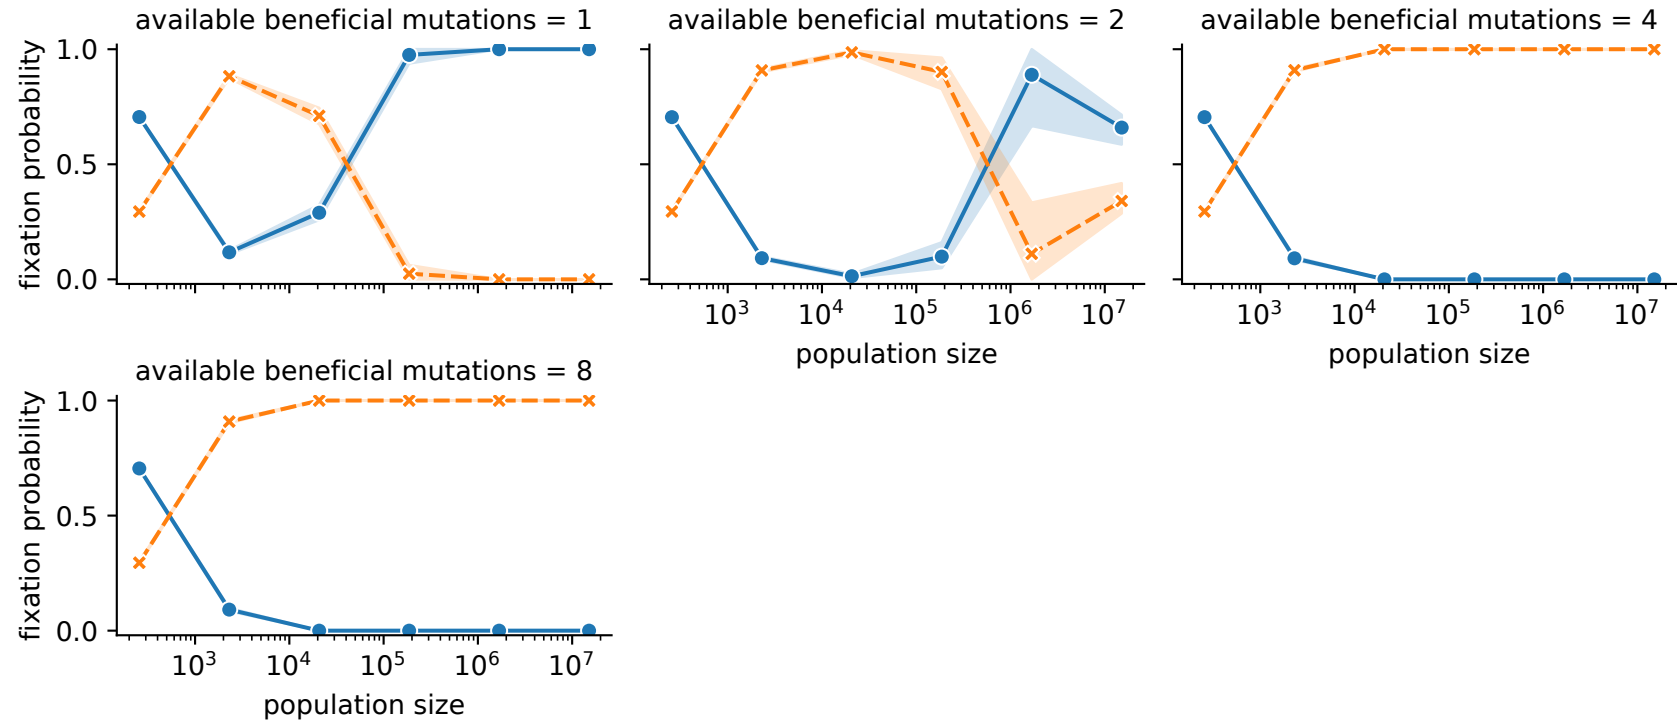 available beneficial mutations = 1
available beneficial mutations = 2
available beneficial mutations = 4
fixation probability
1.0
0.5
0.0
10³ 10⁴ 10⁵ 10⁶ 10⁷
population size
10³ 10⁴ 10⁵ 10⁶ 10⁷
population size
available beneficial mutations = 8
fixation probability
1.0
0.5
0.0
10³ 10⁴ 10⁵ 10⁶ 10⁷
population size